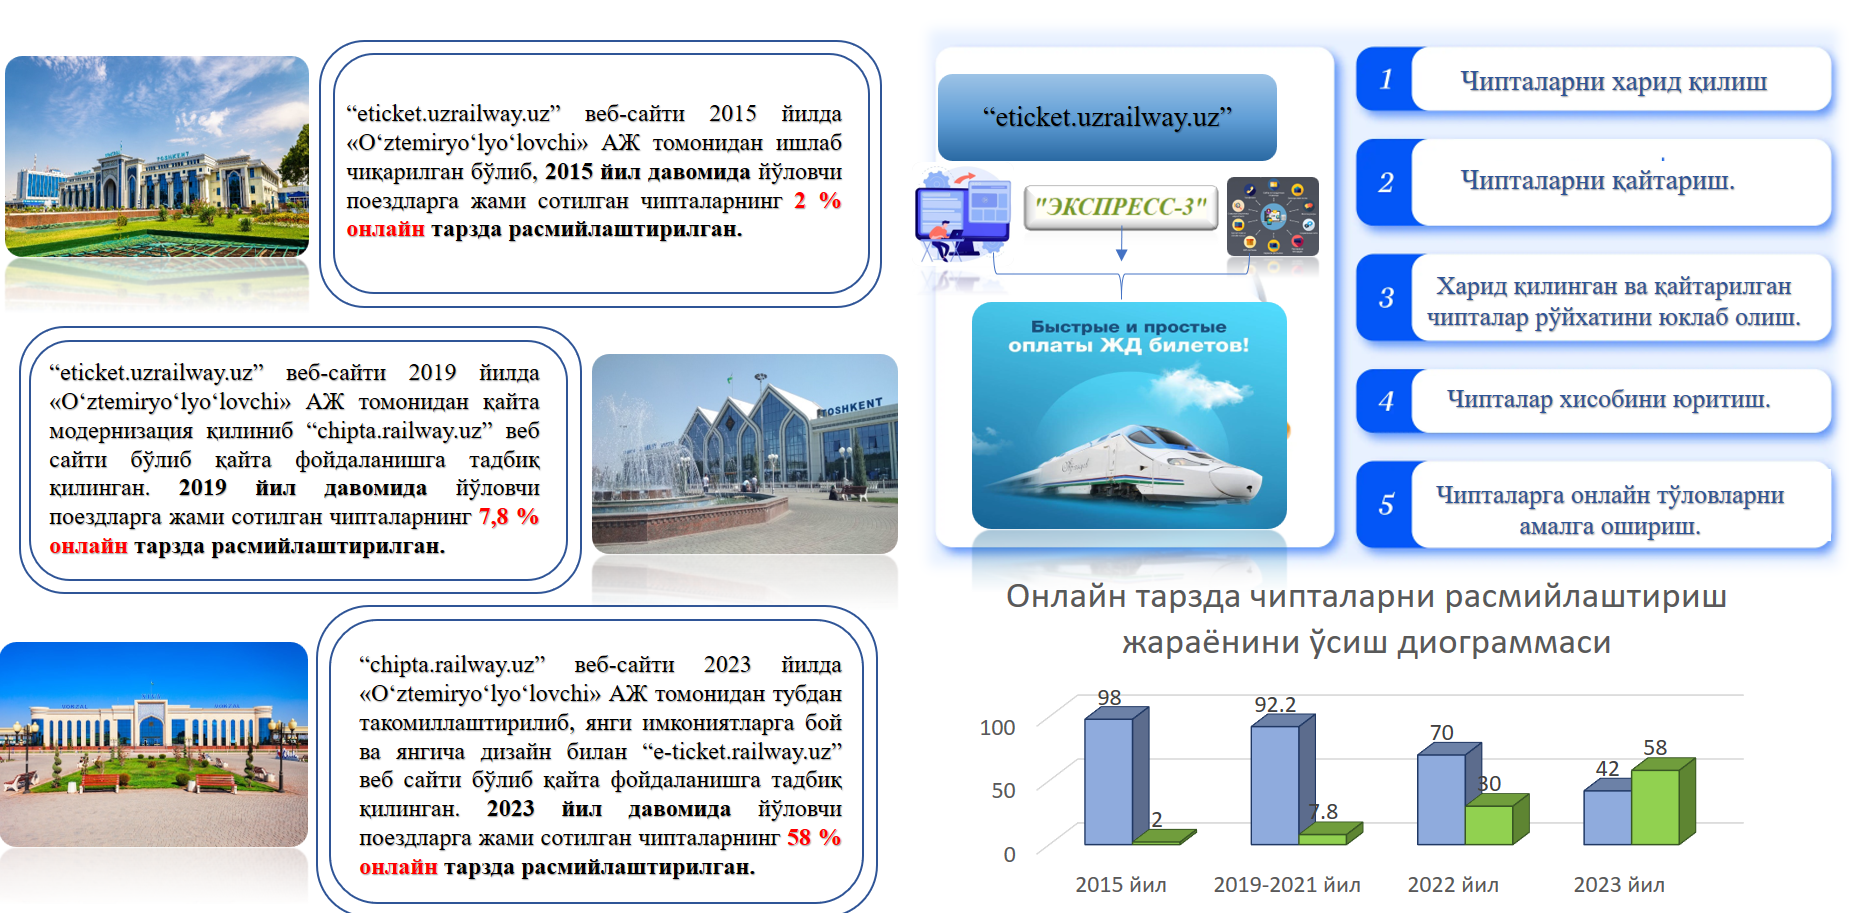 “eticket.uzrailway.uz” веб-сайти 2015 йилда
«O‘ztemiryo‘lyo‘lovchi» АЖ томонидан ишлаб
чиқарилган бўлиб, 2015 йил давомида йўловчи
поездларга жами сотилган чипталарнинг 2 %
онлайн тарзда расмийлаштирилган.
“eticket.uzrailway.uz” веб-сайти 2019 йилда
«O‘ztemiryo‘lyo‘lovchi» АЖ томонидан қайта
модернизация қилиниб “chipta.railway.uz” веб
сайти бўлиб қайта фойдаланишга тадбиқ
қилинган. 2019 йил давомида йўловчи
поездларга жами сотилган чипталарнинг 7,8 %
онлайн тарзда расмийлаштирилган.
TOSHKENT
“chipta.railway.uz” веб-сайти 2023 йилда
«O‘ztemiryo‘lyo‘lovchi» АЖ томонидан тубдан
такомиллаштирилиб, янги имкониятларга бой
ва янгича дизайн билан “e-ticket.railway.uz”
веб сайти бўлиб қайта фойдаланишга тадбиқ
қилинган. 2023 йил давомида йўловчи
поездларга жами сотилган чипталарнинг 58 %
онлайн тарзда расмийлаштирилган.
“eticket.uzrailway.uz”
"ЭКСПРЕСС-3"
Быстрые и простые
оплаты ЖД билетов!
1 Чипталарни харид қилиш
2 Чипталарни қайтариш.
3 Харид қилинган ва қайтарилган
чипталар рўйхатини юклаб олиш.
4 Чипталар хисобини юритиш.
5 Чипталарга онлайн тўловларни
амалга ошириш.
Онлайн тарзда чипталарни расмийлаштириш
жараёнини ўсиш диограммаси
100
50
0
98
2
92.2
7.8
70
30
42
58
2015 йил
2019-2021 йил
2022 йил
2023 йил